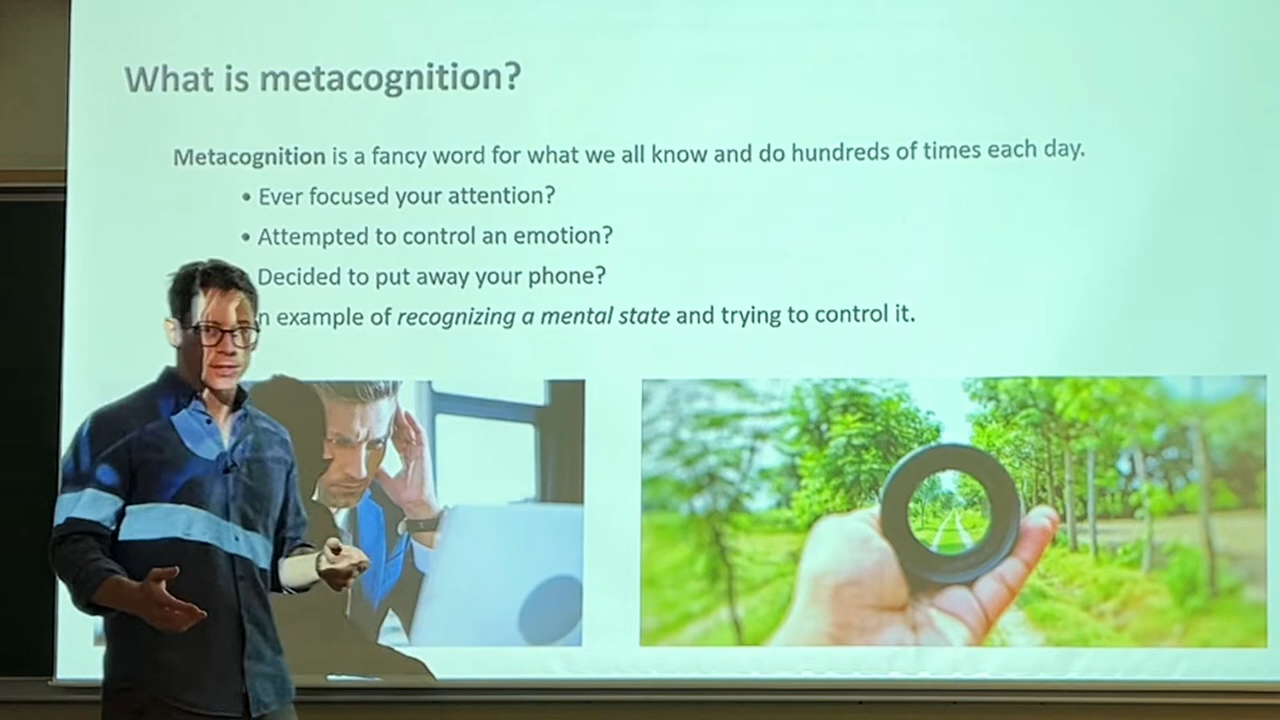 What is metacognition?
Metacognition is a fancy word for what we all know and do hundreds of times each day.
• Ever focused your attention?
• Attempted to control an emotion?
Decided to put away your phone?
example of recognizing a mental state and trying to control it.